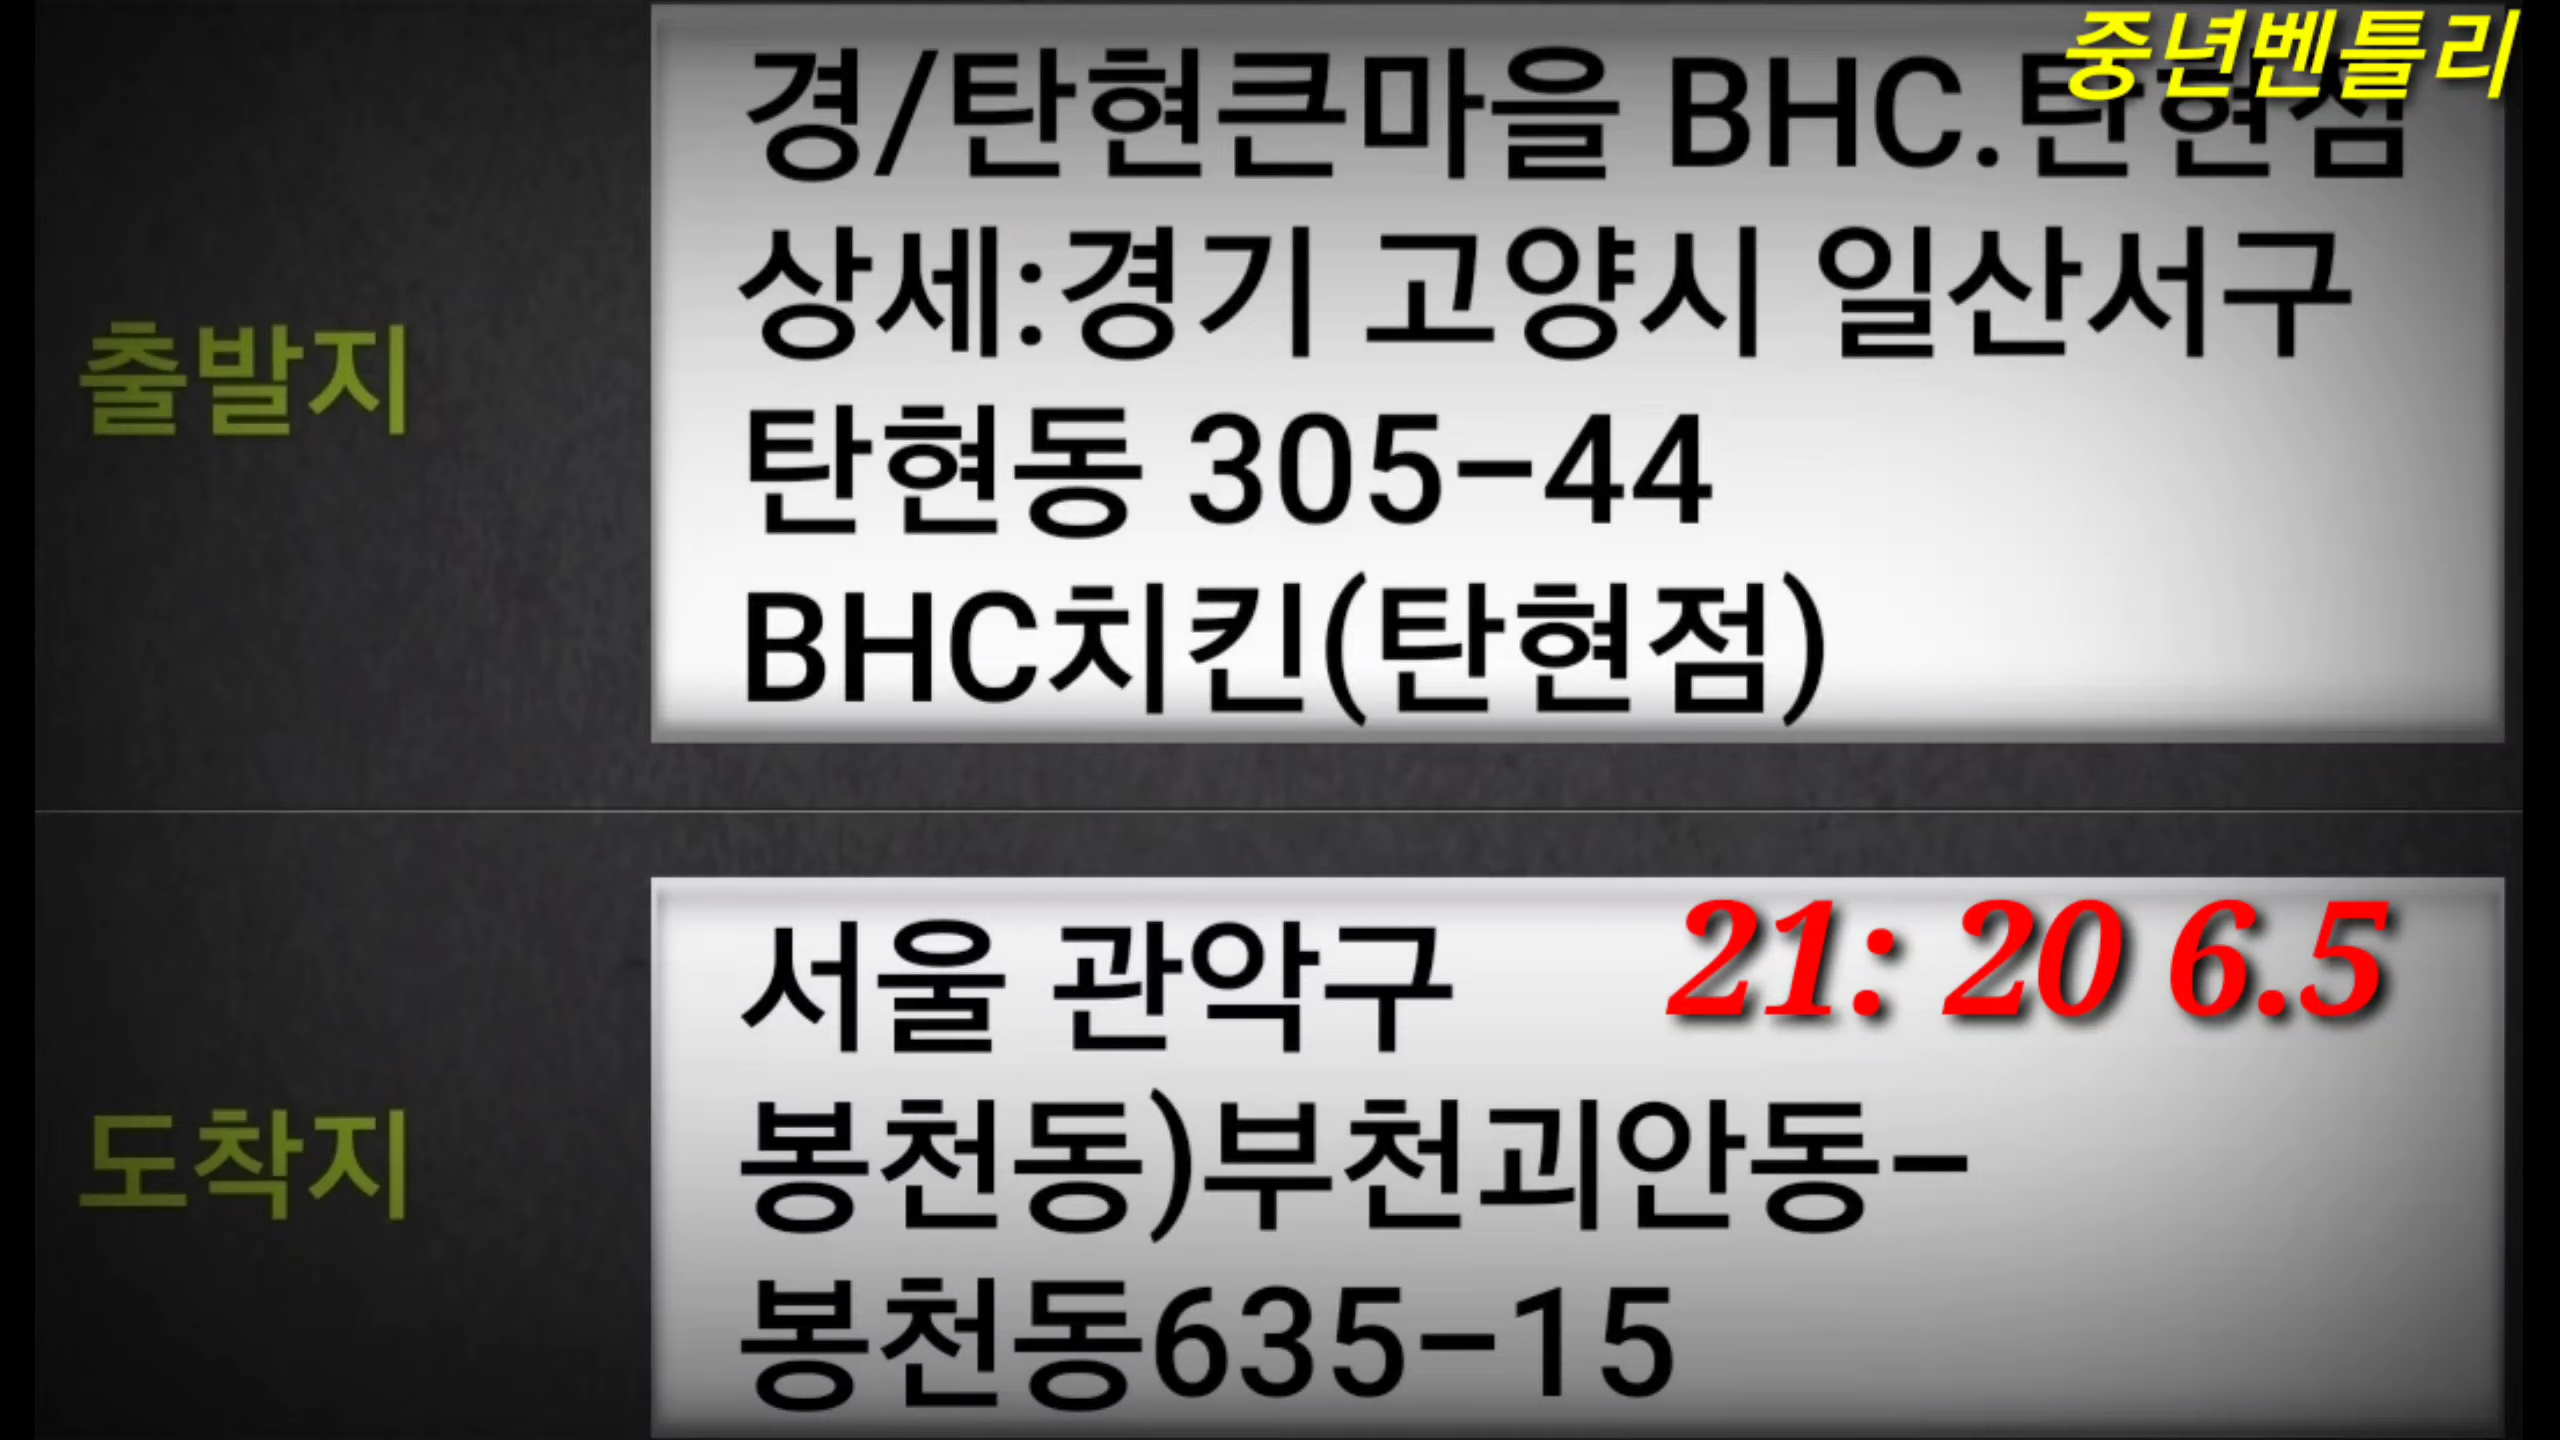 중년벤틀리
경/탄현큰마을 BHC.탄현점
출발지
상세:경기 고양시 일산서구
탄현동 305-44
BHC치킨(탄현점)
도착지
서울 관악구
21: 20 6.5
봉천동)부천괴안동-
봉천동635-15